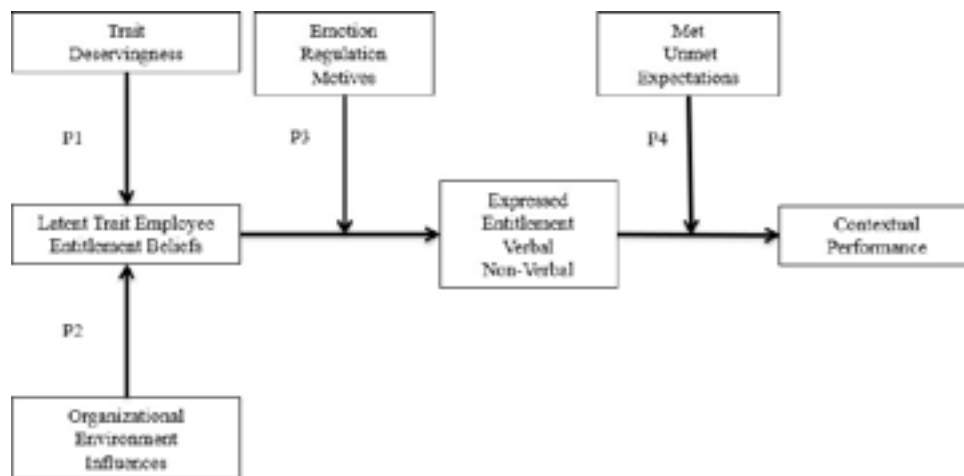 Trait
Deservingness
Emotion
Regulation
Motives
Met
Unmet
Expectations
P1
P3
P4
Latent Trait Employee
Entitlement Beliefs
Expressed
Entitlement
Verbal
Non-Verbal
Contextual
Performance
P2
Organizational
Environment
Influences